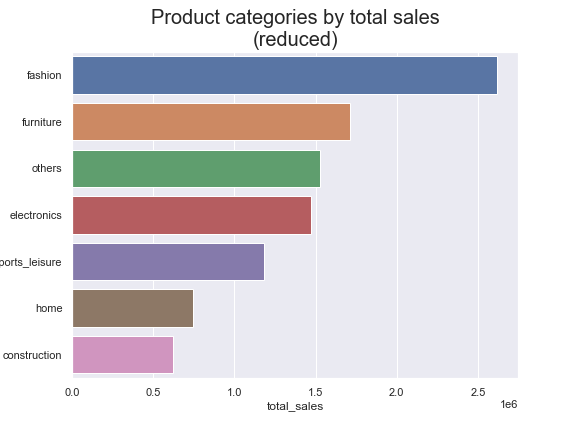 Product categories by total sales
(reduced)
fashion
furniture
others
electronics
ports_leisure
home
construction
0.0 0.5 1.0 1.5 2.0 2.5
total_sales
1e6